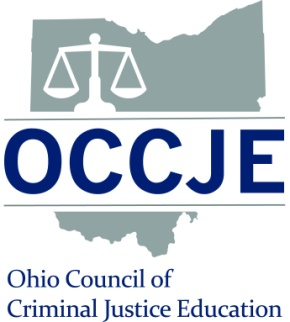 OCCJE
Ohio Council of
Criminal Justice Education